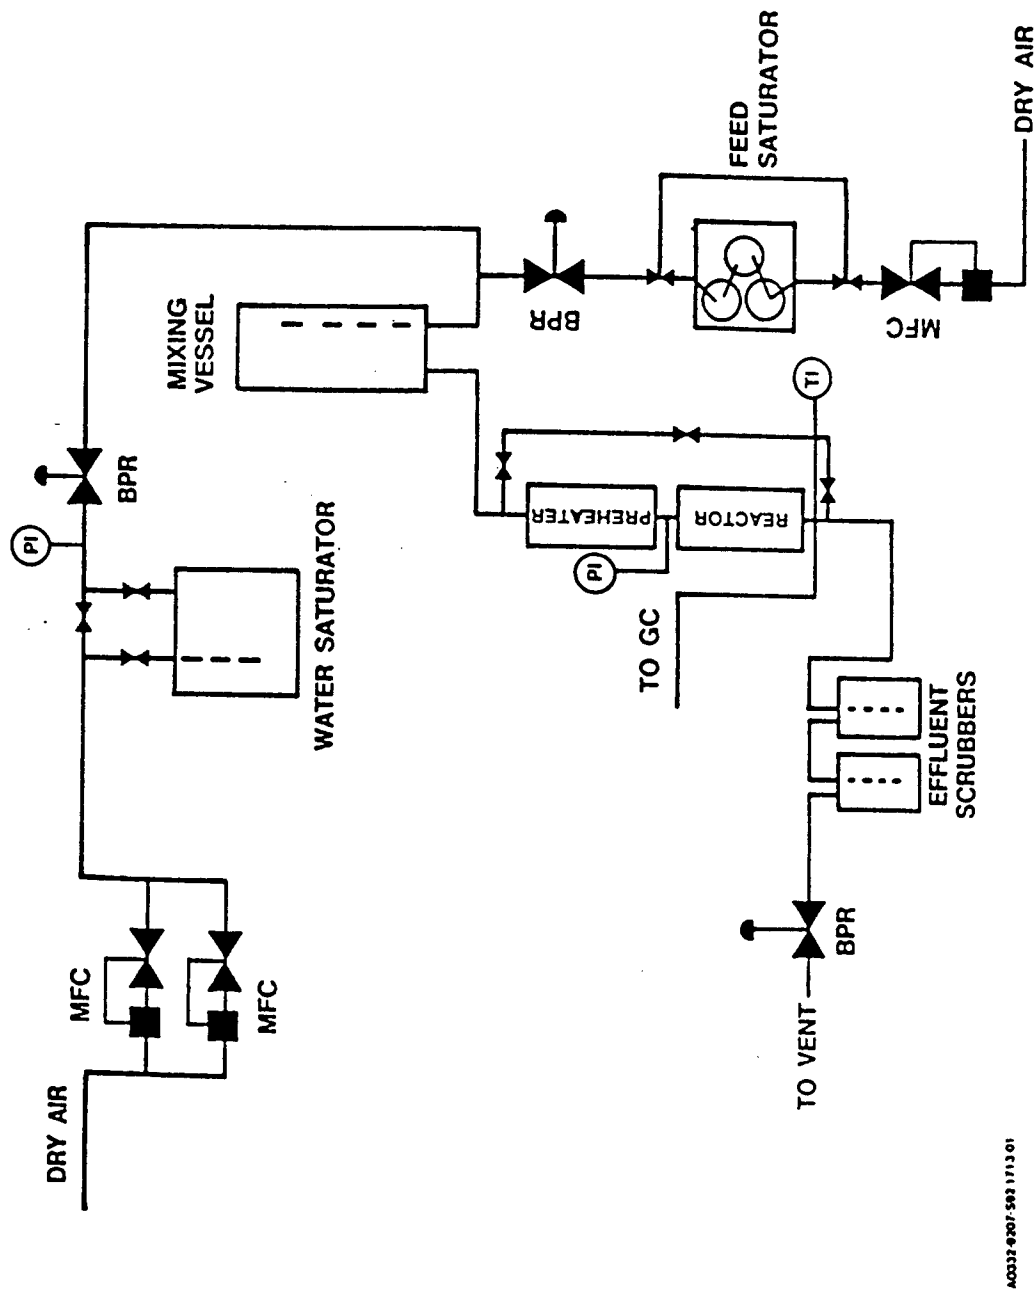 DRY AIR
MFC
MFC
WATER SATURATOR
PI
BPR
MIXING
VESSEL
BPR
FEED
SATURATOR
MFC
DRY AIR
TI
PREHEATER
REACTOR
PI
TO GC
EFFLUENT
SCRUBBERS
BPR
TO VENT